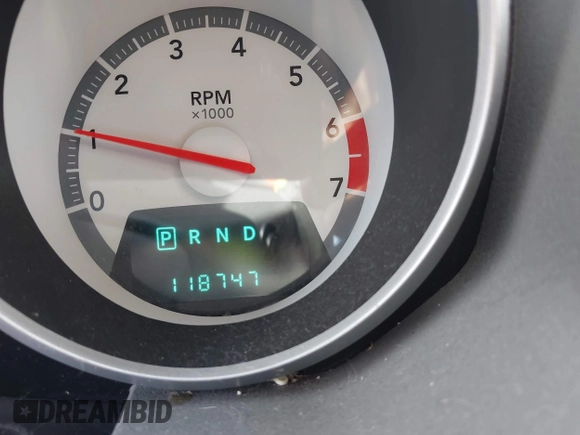 0 1 2 3 4 5 6 7
RPM
×1000
P R N D
118747
DREAMBID